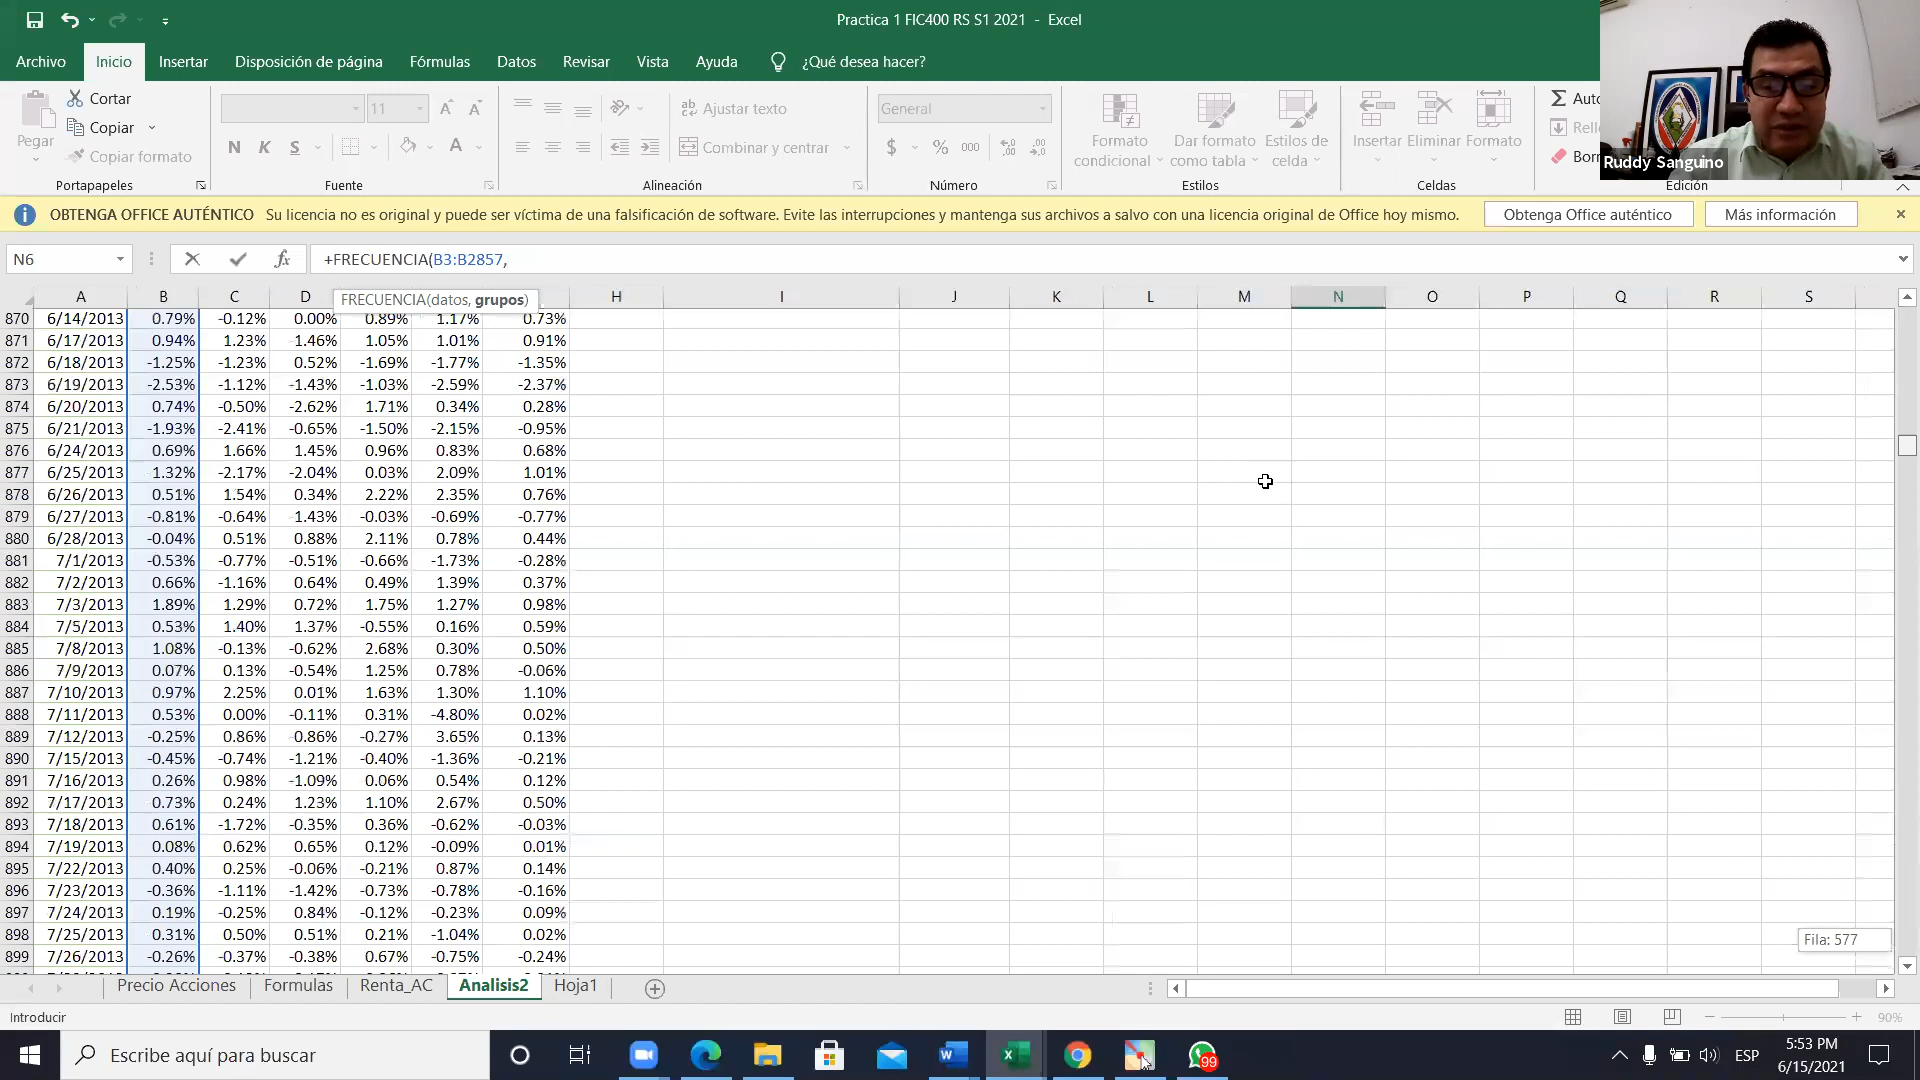 Practica 1 FIC400 RS S1 2021 - Excel
Archivo Inicio Insertar Disposición de página Fórmulas Datos Revisar Vista Ayuda ¿Qué desea hacer?
Pegar
Cortar
Copiar
Copiar formato
Portapapeles
11
N K S
Fuente
Ajustar texto
Combinar y centrar
Alineación
General
$ % 000
Número
Formato condicional
Dar formato como tabla
Estilos de celda
Estilos
Insertar Eliminar Formato
Celdas
Edición
Ruddy Sanguino
OBTENGA OFFICE AUTÉNTICO Su licencia no es original y puede ser víctima de una falsificación de software. Evite las interrupciones y mantenga sus archivos a salvo con una licencia original de Office hoy mismo. Obtenga Office auténtico Más información
N6 fx +FRECUENCIA(B3:B2857,
FRECUENCIA(datos, grupos)
A B C D H I J K L M N O P Q R S
870 6/14/2013 0.79% -0.12% 0.00% 0.89% 1.17% 0.73%
871 6/17/2013 0.94% 1.23% -1.46% 1.05% 1.01% 0.91%
872 6/18/2013 -1.25% -1.23% 0.52% -1.69% -1.77% -1.35%
873 6/19/2013 -2.53% -1.12% -1.43% -1.03% -2.59% -2.37%
874 6/20/2013 0.74% -0.50% -2.62% 1.71% 0.34% 0.28%
875 6/21/2013 -1.93% -2.41% -0.65% -1.50% -2.15% -0.95%
876 6/24/2013 0.69% 1.66% 1.45% 0.96% 0.83% 0.68%
877 6/25/2013 1.32% -2.17% -2.04% 0.03% 2.09% 1.01%
878 6/26/2013 0.51% 1.54% 0.34% 2.22% 2.35% 0.76%
879 6/27/2013 -0.81% -0.64% -1.43% -0.03% -0.69% -0.77%
880 6/28/2013 -0.04% 0.51% 0.88% 2.11% 0.78% 0.44%
881 7/1/2013 -0.53% -0.77% -0.51% -0.66% -1.73% -0.28%
882 7/2/2013 0.66% -1.16% 0.64% 0.49% 1.39% 0.37%
883 7/3/2013 1.89% 1.29% 0.72% 1.75% 1.27% 0.98%
884 7/5/2013 0.53% 1.40% 1.37% -0.55% 0.16% 0.59%
885 7/8/2013 1.08% -0.13% -0.62% 2.68% 0.30% 0.50%
886 7/9/2013 0.07% 0.13% -0.54% 1.25% 0.78% -0.06%
887 7/10/2013 0.97% 2.25% 0.01% 1.63% 1.30% 1.10%
888 7/11/2013 0.53% 0.00% -0.11% 0.31% -4.80% 0.02%
889 7/12/2013 -0.25% 0.86% -0.86% -0.27% 3.65% 0.13%
890 7/15/2013 -0.45% -0.74% -1.21% -0.40% -1.36% -0.21%
891 7/16/2013 0.26% 0.98% -1.09% 0.06% 0.54% 0.12%
892 7/17/2013 0.73% 0.24% 1.23% 1.10% 2.67% 0.50%
893 7/18/2013 0.61% -1.72% -0.35% 0.36% -0.62% -0.03%
894 7/19/2013 0.08% 0.62% 0.65% 0.12% -0.09% 0.01%
895 7/22/2013 0.40% 0.25% -0.06% -0.21% 0.87% 0.14%
896 7/23/2013 -0.36% -1.11% -1.42% -0.73% -0.78% -0.16%
897 7/24/2013 0.19% -0.25% 0.84% -0.12% -0.23% 0.09%
898 7/25/2013 0.31% 0.50% 0.51% 0.21% -1.04% 0.02%
899 7/26/2013 -0.26% -0.37% -0.38% 0.67% -0.75% -0.24%
Fila: 577
Precio Acciones Formulas Renta_AC Analisis2 Hoja1
Introducir 90%
Escribe aquí para buscar
99
ESP
5:53 PM
6/15/2021